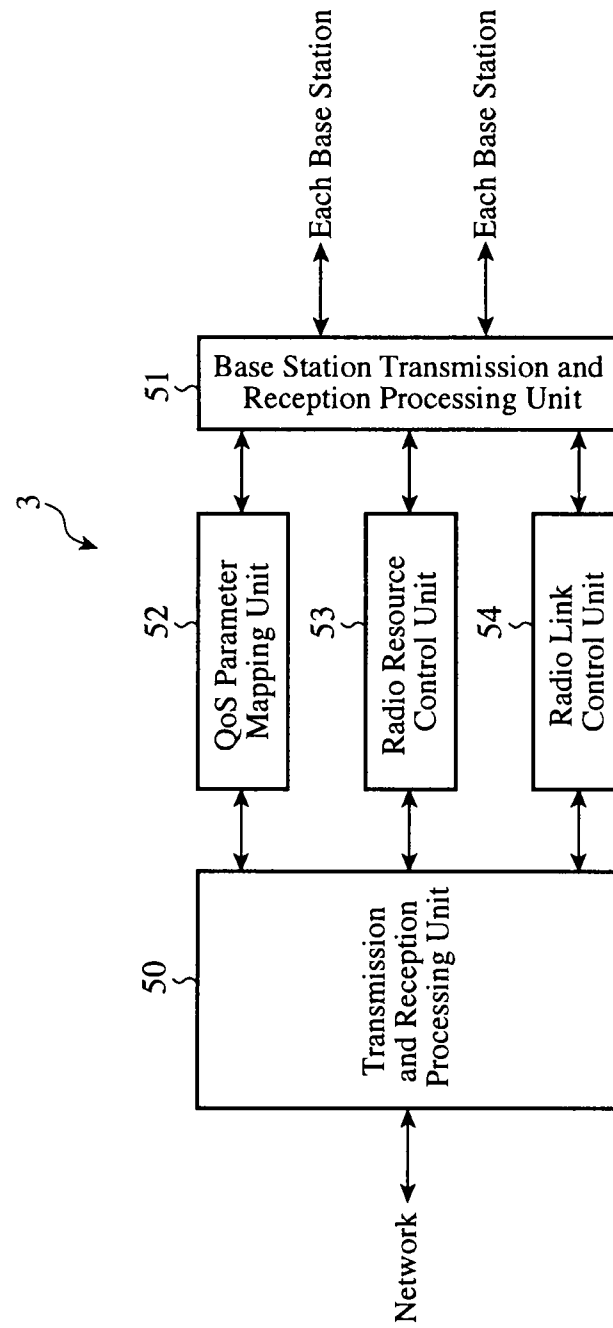 3
Network
50
Transmission
and Reception
Processing Unit
52
QoS Parameter
Mapping Unit
53
Radio Resource
Control Unit
54
Radio Link
Control Unit
51
Base Station Transmission and
Reception Processing Unit
Each Base Station
Each Base Station